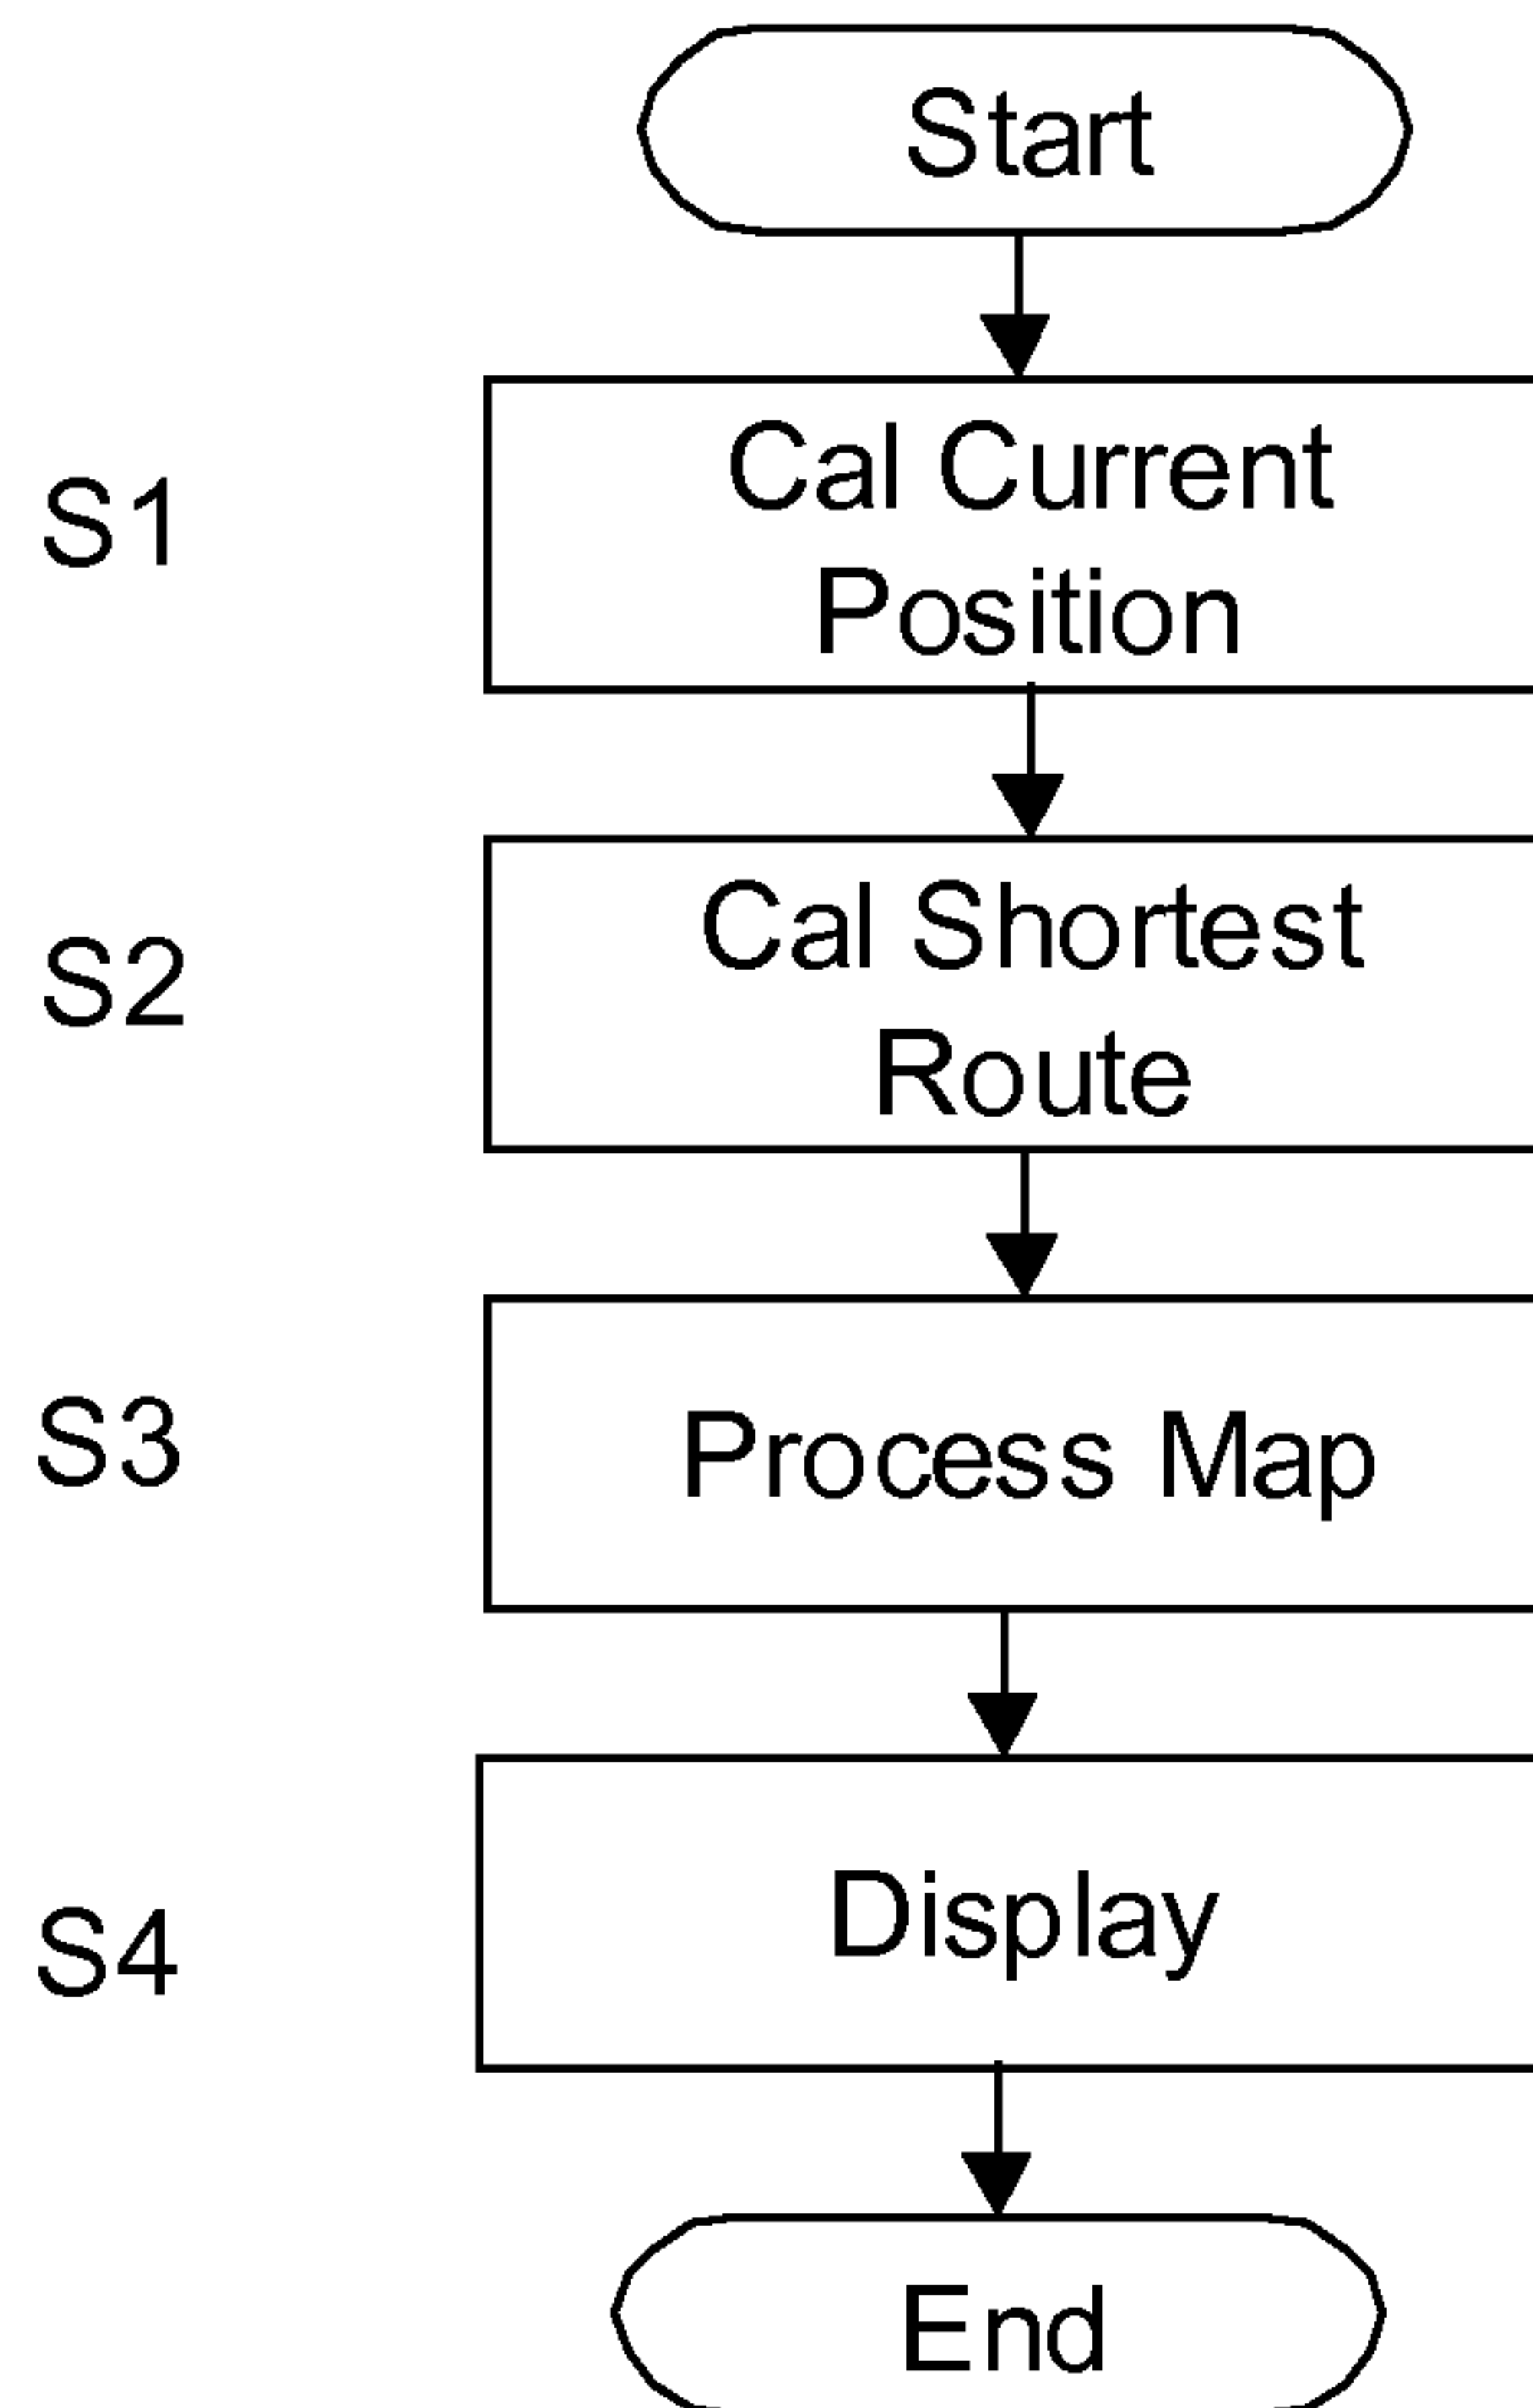 Start
S1
Cal Current
Position
S2
Cal Shortest
Route
S3
Process Map
S4
Display
End